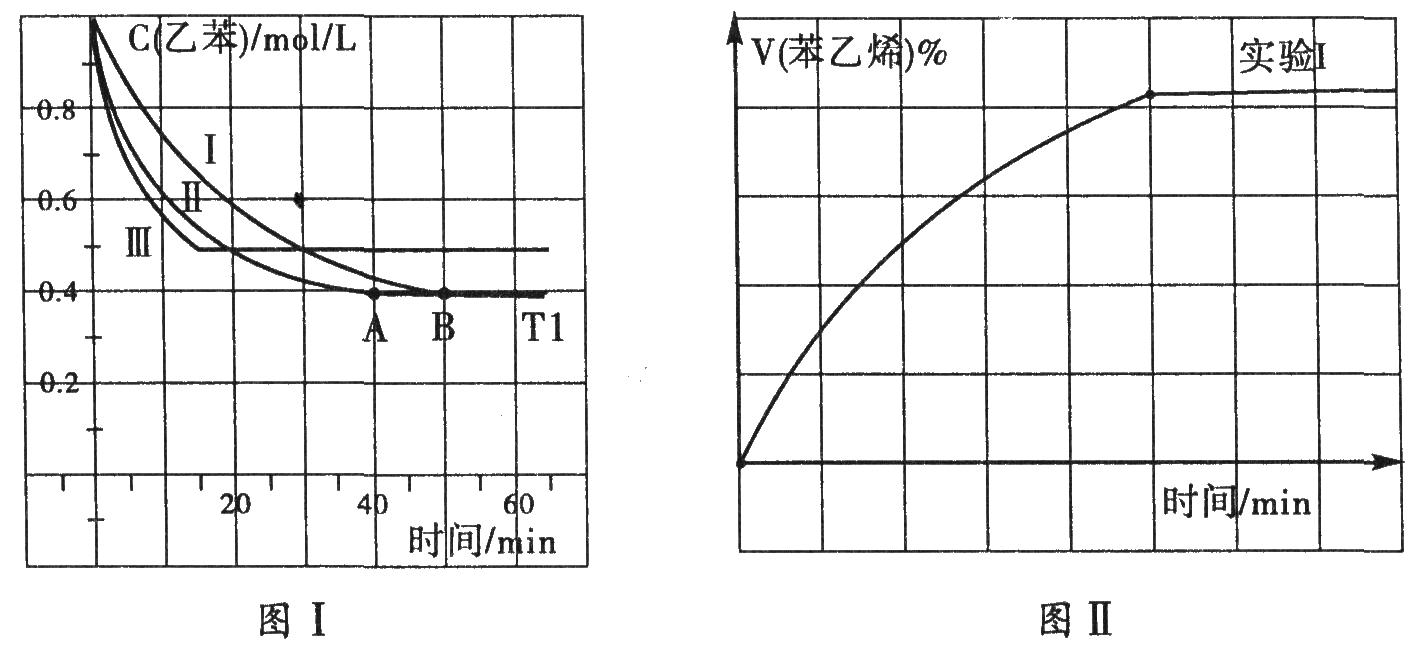 C(乙苯)/mol/L
0.8
I
0.6
II
III
0.4
A
B
T1
0.2
20
40
60
时间/min
图 I
V(苯乙烯)%
实验I
时间/min
图 II